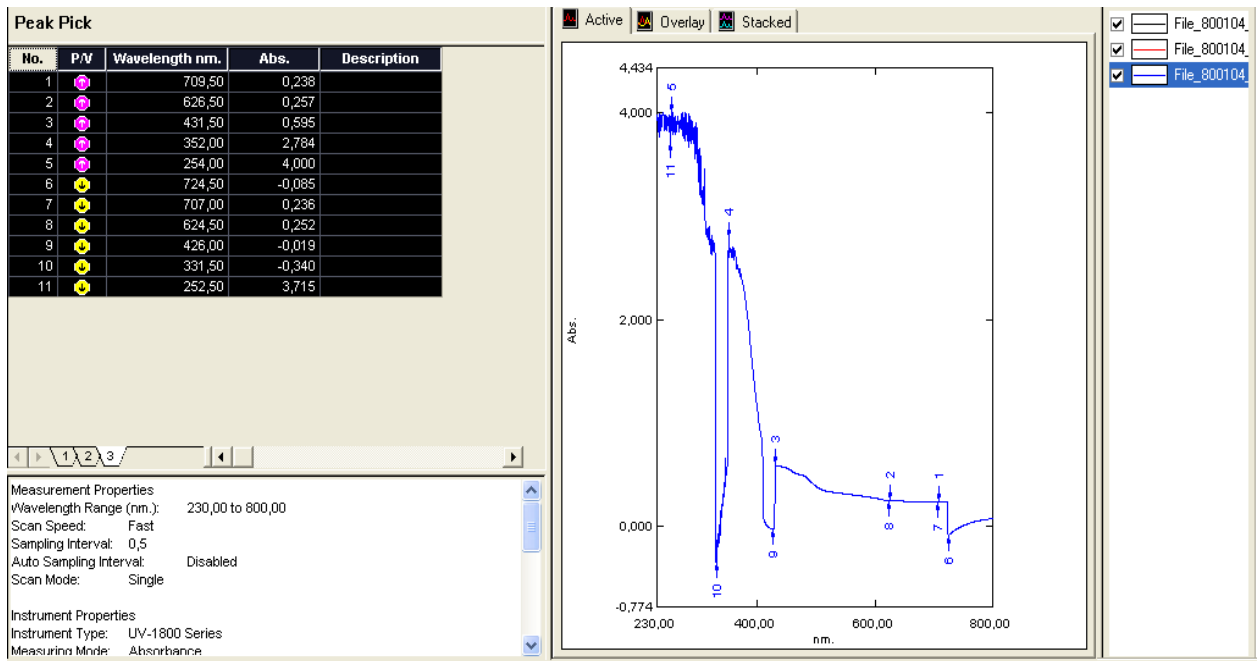 Peak Pick
No. P/V Wavelength nm. Abs. Description
1 709,50 0,238
2 626,50 0,257
3 431,50 0,595
4 352,00 2,784
5 254,00 4,000
6 724,50 -0,085
7 707,00 0,236
8 624,50 0,252
9 426,00 -0,019
10 331,50 -0,340
11 252,50 3,715
1 2 3
Measurement Properties
Wavelength Range (nm.): 230,00 to 800,00
Scan Speed: Fast
Sampling Interval: 0,5
Auto Sampling Interval: Disabled
Scan Mode: Single
Instrument Properties
Instrument Type: UV-1800 Series
Measuring Mode: Absorbance
Active Overlay Stacked
4,434
4,000
2,000
0,000
-0,774
Abs.
5
11
4
10
3
9
2
8
1
7
6
230,00 400,00 600,00 800,00
nm.
File_800104_
File_800104_
File_800104_